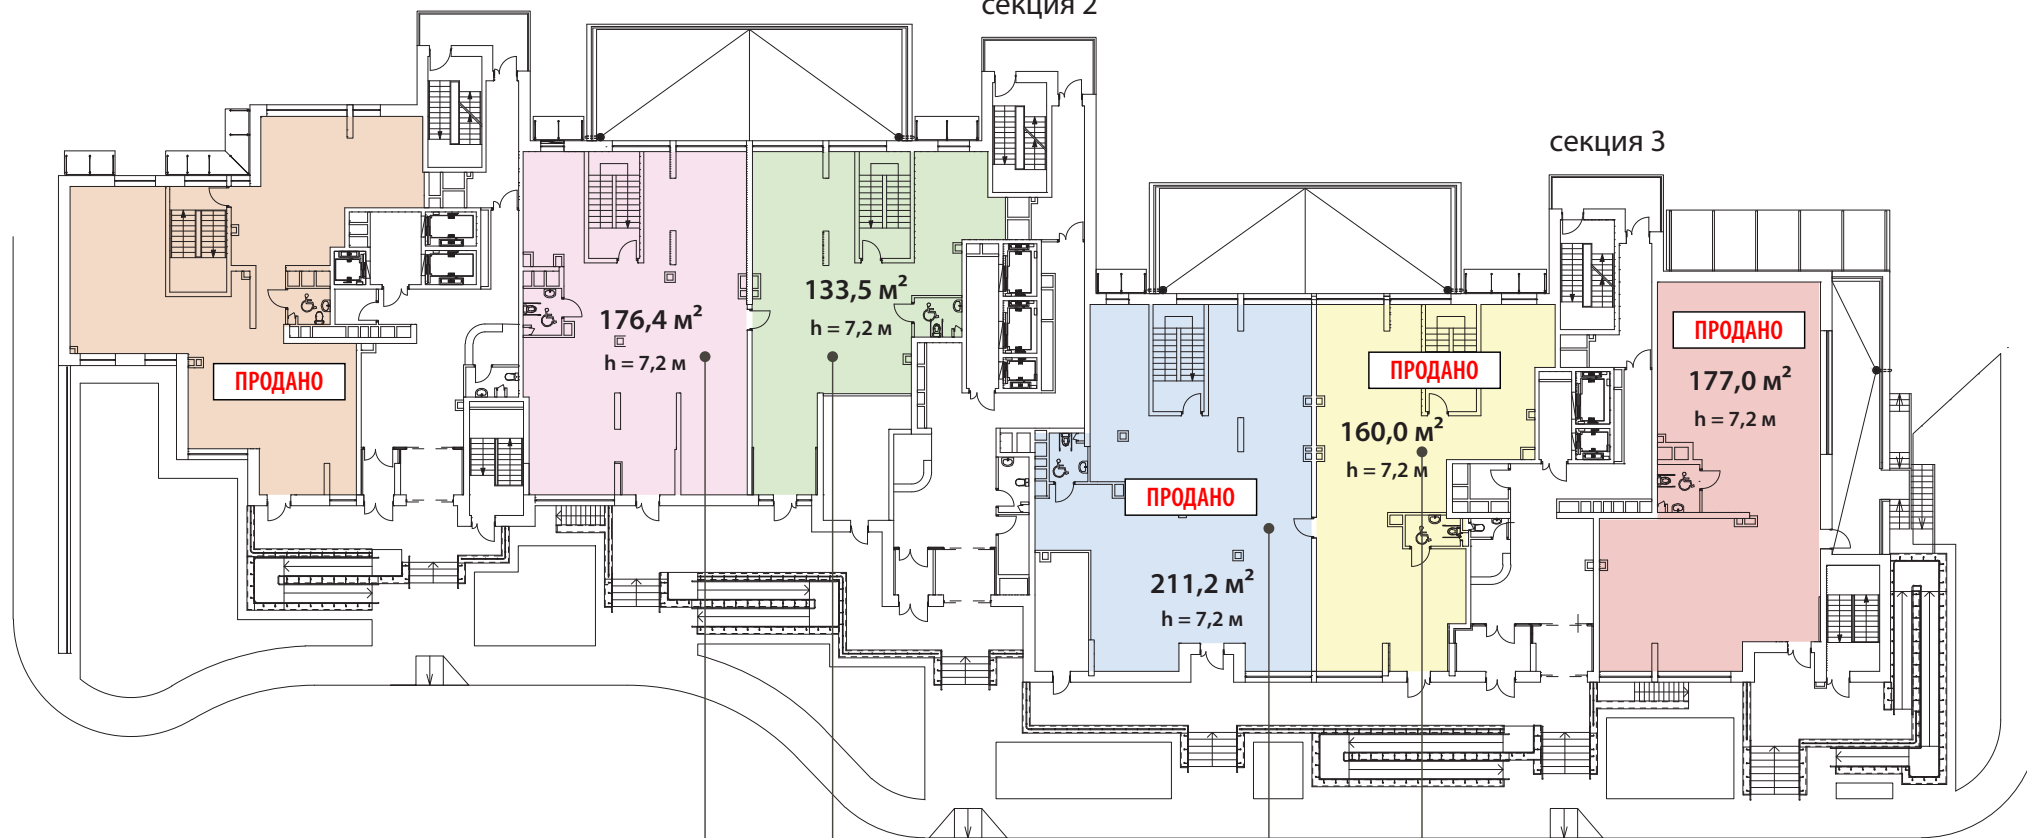 секция 2
секция 3
ПРОДАНО
176,4 м²
h = 7,2 м
133,5 м²
h = 7,2 м
ПРОДАНО
211,2 м²
h = 7,2 м
ПРОДАНО
160,0 м²
h = 7,2 м
ПРОДАНО
177,0 м²
h = 7,2 м